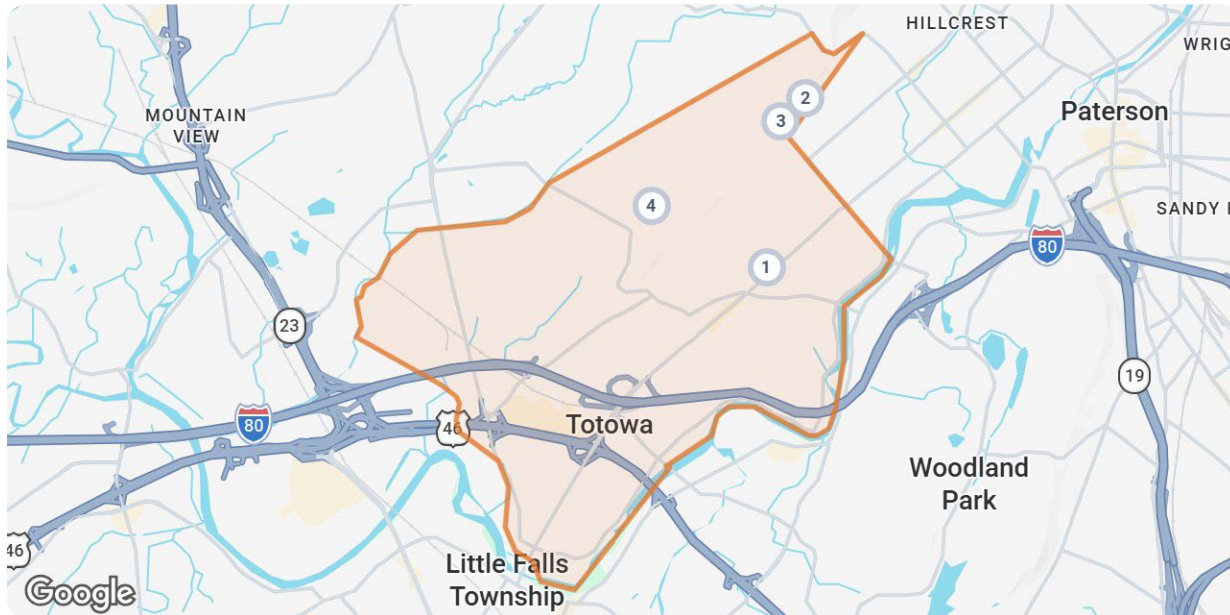 HILLCREST
WRIG
MOUNTAIN
VIEW
2
3
Paterson
4
SANDY H
80
1
23
19
80
46
Totowa
Woodland
Park
46
Little Falls
Township
Google